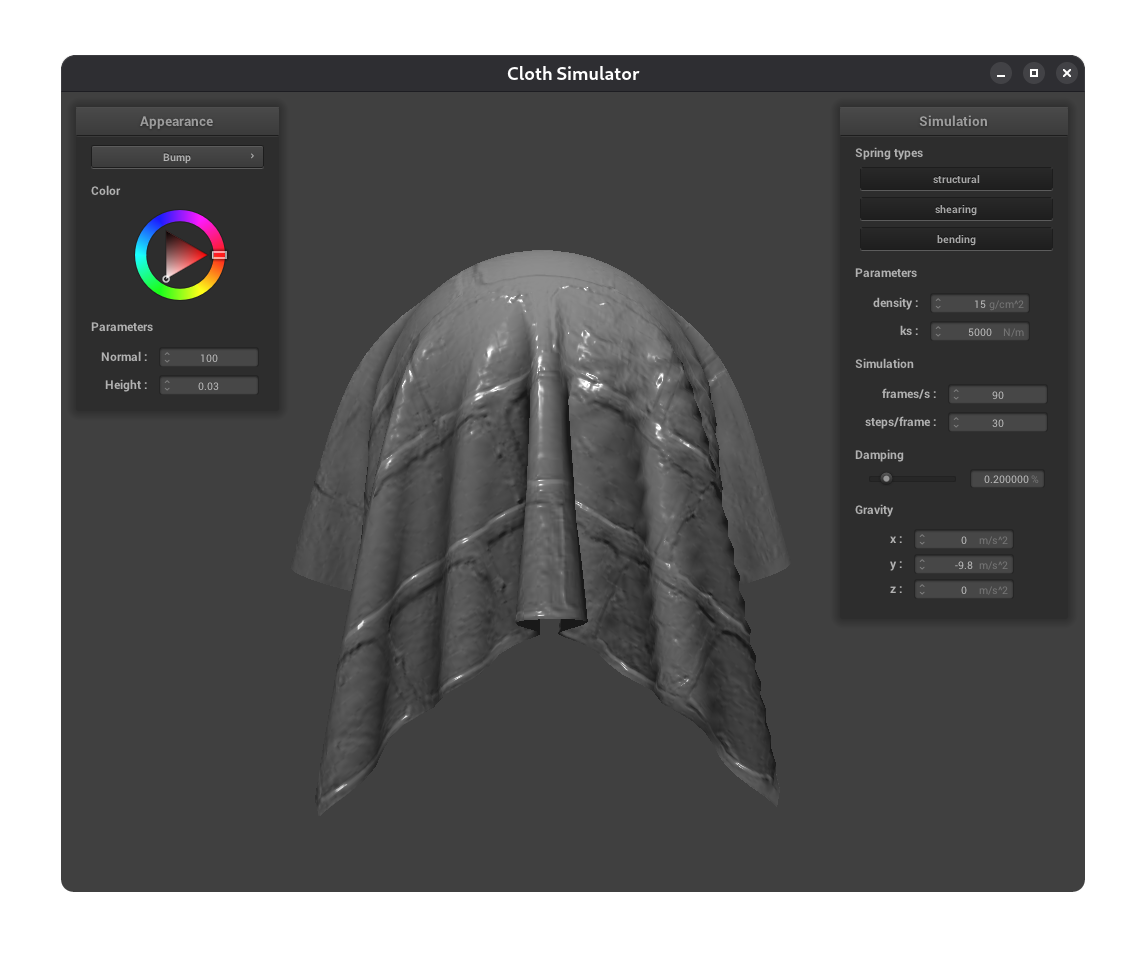 Cloth Simulator
Appearance
Bump
Color
Parameters
Normal : 100
Height : 0.03
Simulation
Spring types
structural
shearing
bending
Parameters
density : 15 g/cm^2
ks : 5000 N/m
Simulation
frames/s : 90
steps/frame : 30
Damping
0.200000 %
Gravity
x : 0 m/s^2
y : -9.8 m/s^2
z : 0 m/s^2